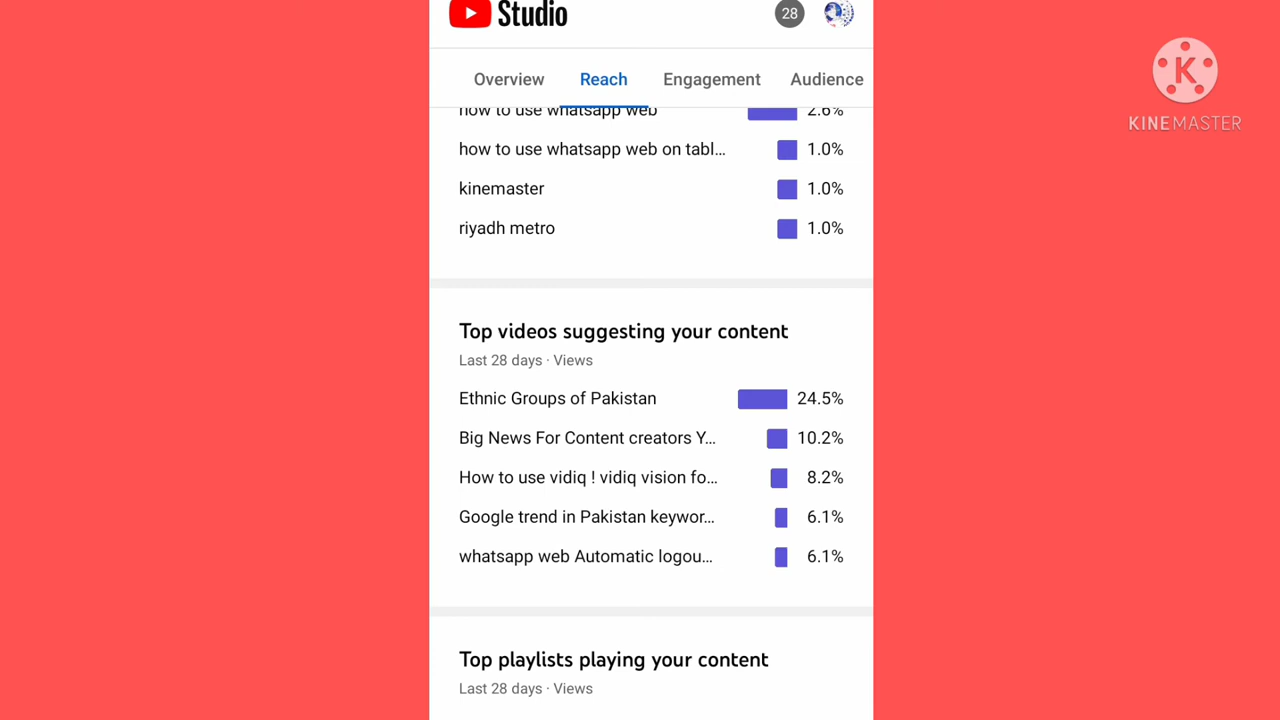 Studio
28
Overview Reach Engagement Audience
how to use whatsapp web 2.6%
how to use whatsapp web on tabl... 1.0%
kinemaster 1.0%
riyadh metro 1.0%
Top videos suggesting your content
Last 28 days · Views
Ethnic Groups of Pakistan 24.5%
Big News For Content creators Y... 10.2%
How to use vidiq ! vidiq vision fo... 8.2%
Google trend in Pakistan keywor... 6.1%
whatsapp web Automatic logou... 6.1%
Top playlists playing your content
Last 28 days · Views
K
KINEMASTER